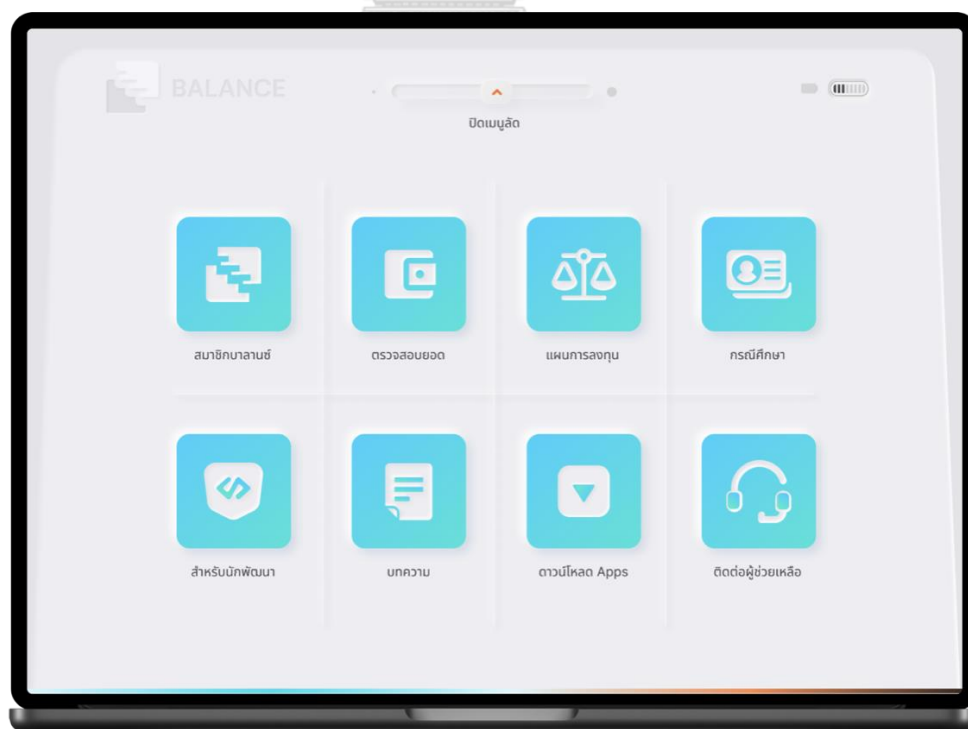 BALANCE
ปิดเมนูลัด
สมาชิกบาลานซ์
ตรวจสอบยอด
แผนการลงทุน
กรณีศึกษา
สำหรับนักพัฒนา
บทความ
ดาวน์โหลด Apps
ติดต่อผู้ช่วยเหลือ